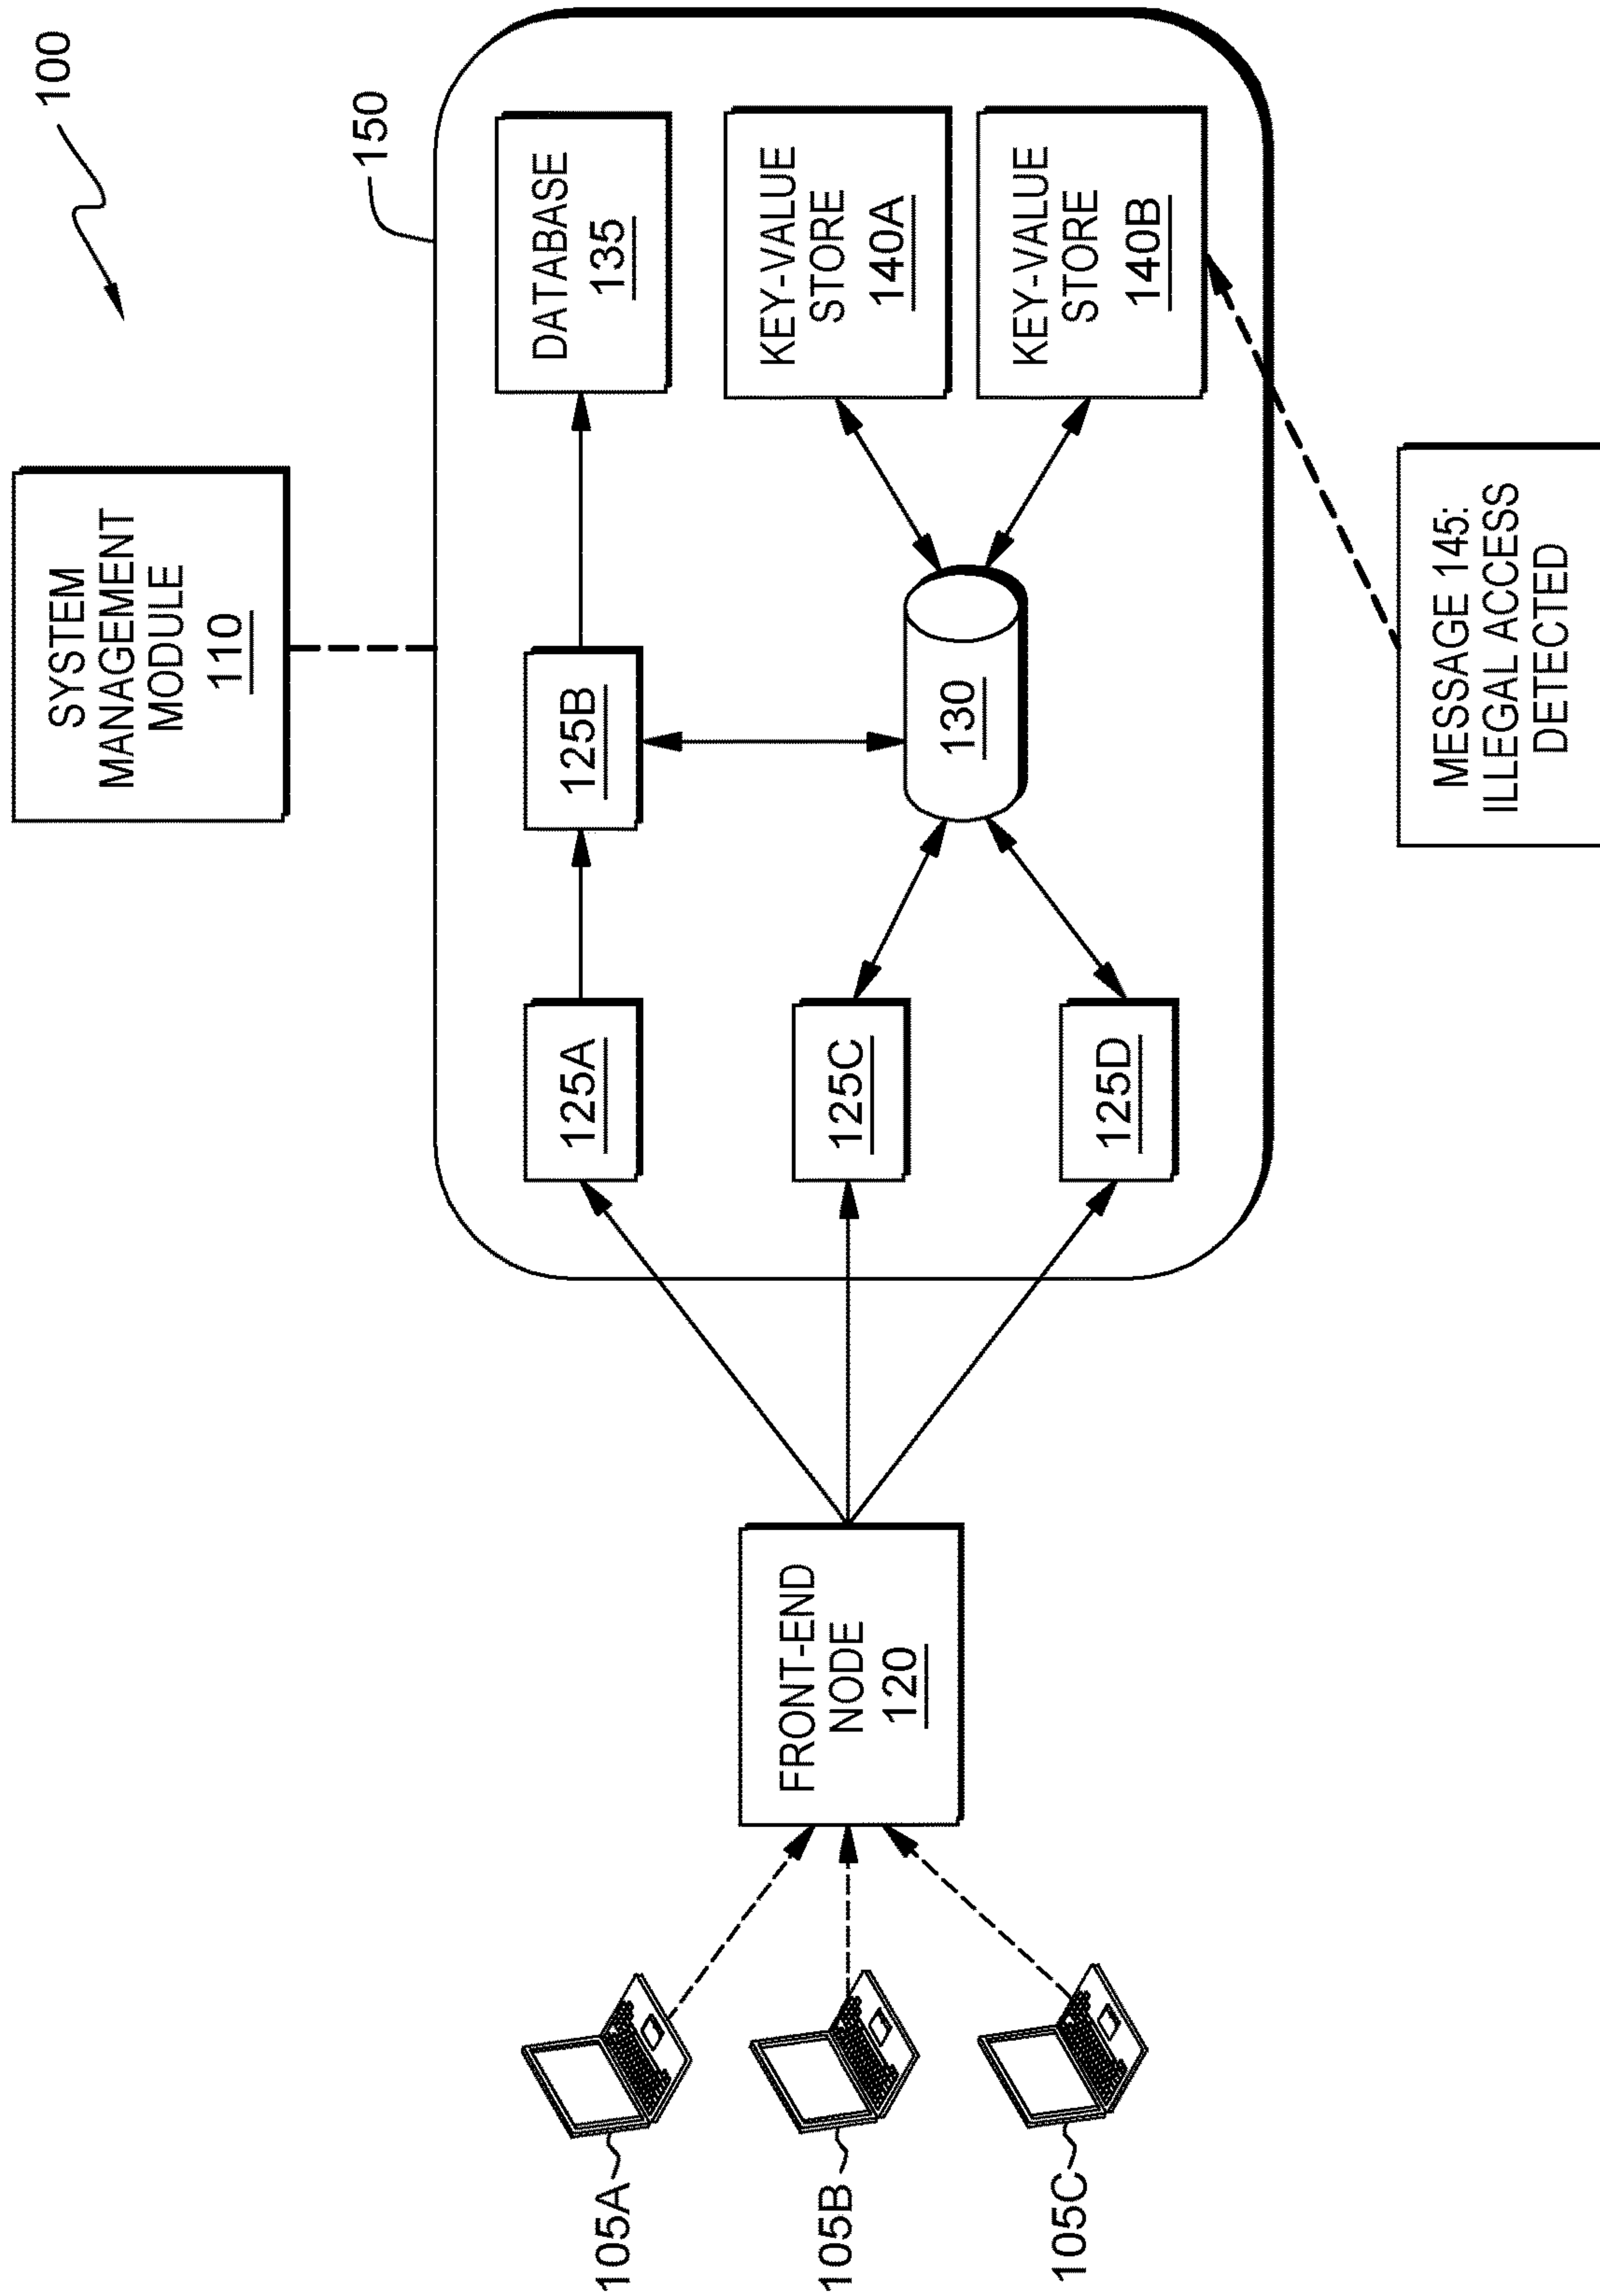 100
SYSTEM
MANAGEMENT
MODULE
110
150
105A
105B
105C
FRONT-END
NODE
120
125A
125B
125C
125D
130
DATABASE
135
KEY-VALUE
STORE
140A
KEY-VALUE
STORE
140B
MESSAGE 145:
ILLEGAL ACCESS
DETECTED